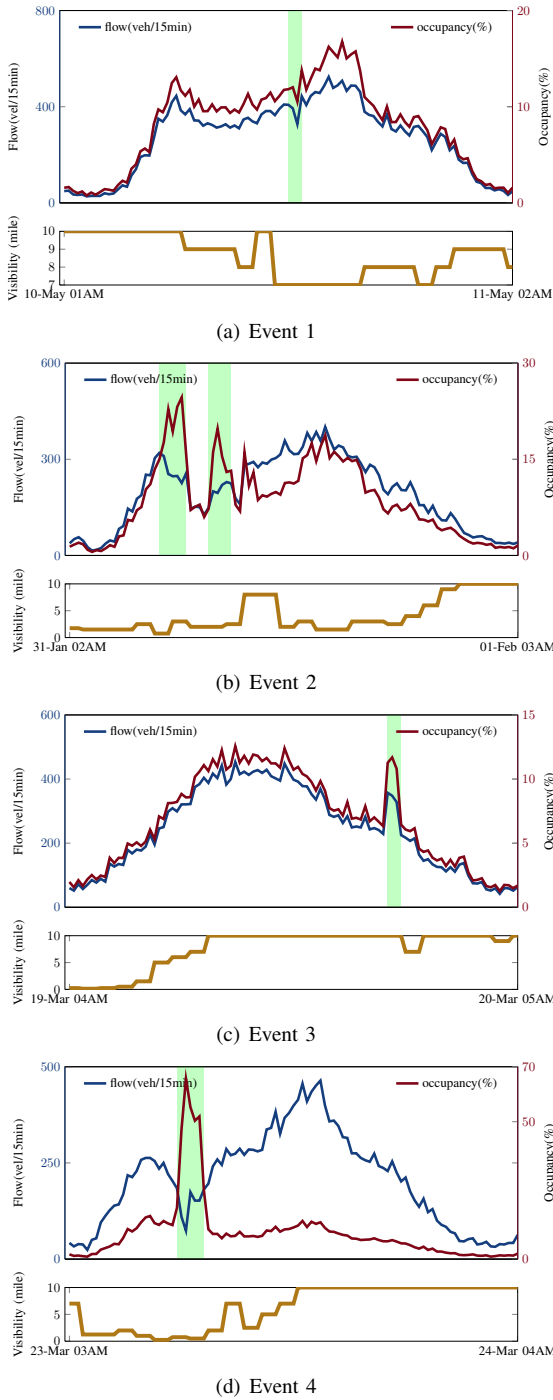 800
20
flow(veh/15min)
occupancy(%)
Flow(vel/15min)
Occupancy(%)
400
10
0
0
Visibility (mile)
10
9
8
7
10-May 01AM
11-May 02AM
(a) Event 1
600
30
flow(veh/15min)
occupancy(%)
Flow(vel/15min)
Occupancy(%)
300
15
0
0
Visibility (mile)
10
5
0
31-Jan 02AM
01-Feb 03AM
(b) Event 2
600
15
flow(veh/15min)
occupancy(%)
Flow(vel/15min)
Occupancy(%)
400
10
200
5
0
0
Visibility (mile)
10
5
0
19-Mar 04AM
20-Mar 05AM
(c) Event 3
500
70
flow(veh/15min)
occupancy(%)
Flow(vel/15min)
Occupancy(%)
50
250
0
0
Visibility (mile)
10
5
0
23-Mar 03AM
24-Mar 04AM
(d) Event 4